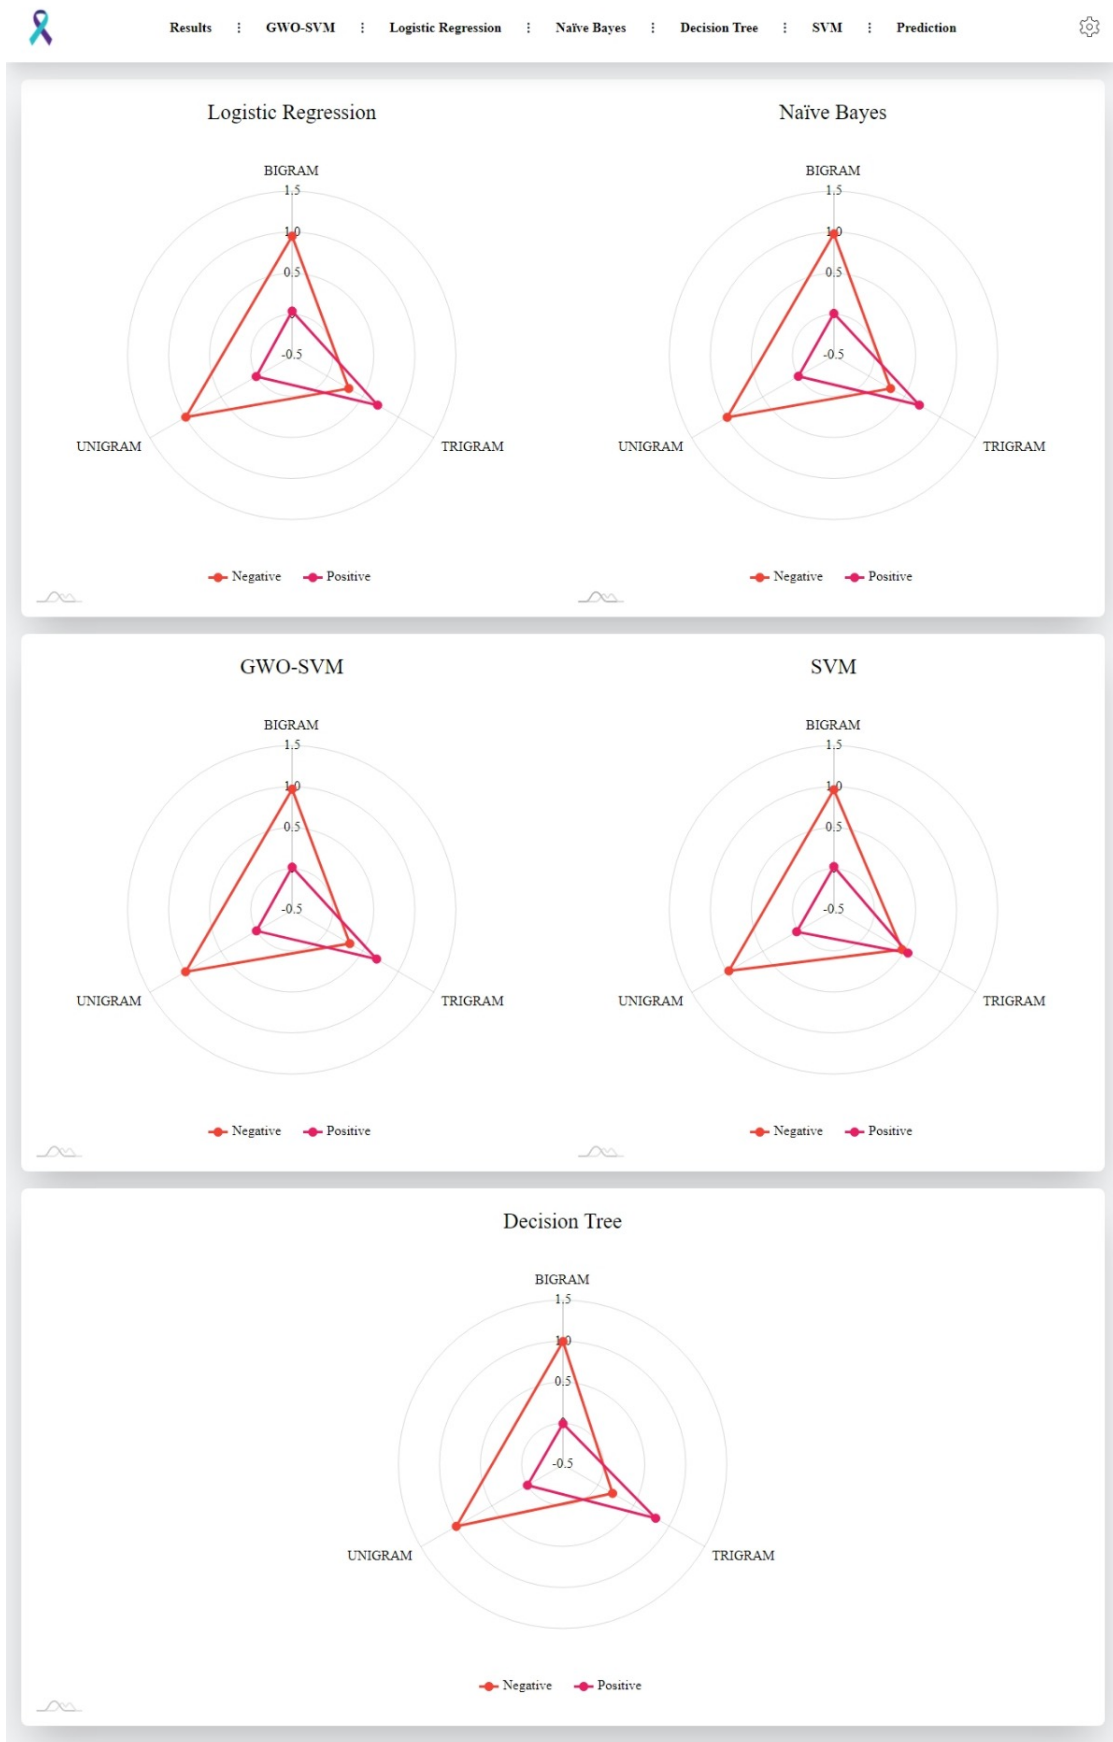 Results ⋮ GWO-SVM ⋮ Logistic Regression ⋮ Naïve Bayes ⋮ Decision Tree ⋮ SVM ⋮ Prediction
Logistic Regression
BIGRAM
1.5
1.0
0.5
-0.5
UNIGRAM
TRIGRAM
Negative Positive
Naïve Bayes
BIGRAM
1.5
1.0
0.5
-0.5
UNIGRAM
TRIGRAM
Negative Positive
GWO-SVM
BIGRAM
1.5
1.0
0.5
-0.5
UNIGRAM
TRIGRAM
Negative Positive
SVM
BIGRAM
1.5
1.0
0.5
-0.5
UNIGRAM
TRIGRAM
Negative Positive
Decision Tree
BIGRAM
1.5
1.0
0.5
-0.5
UNIGRAM
TRIGRAM
Negative Positive